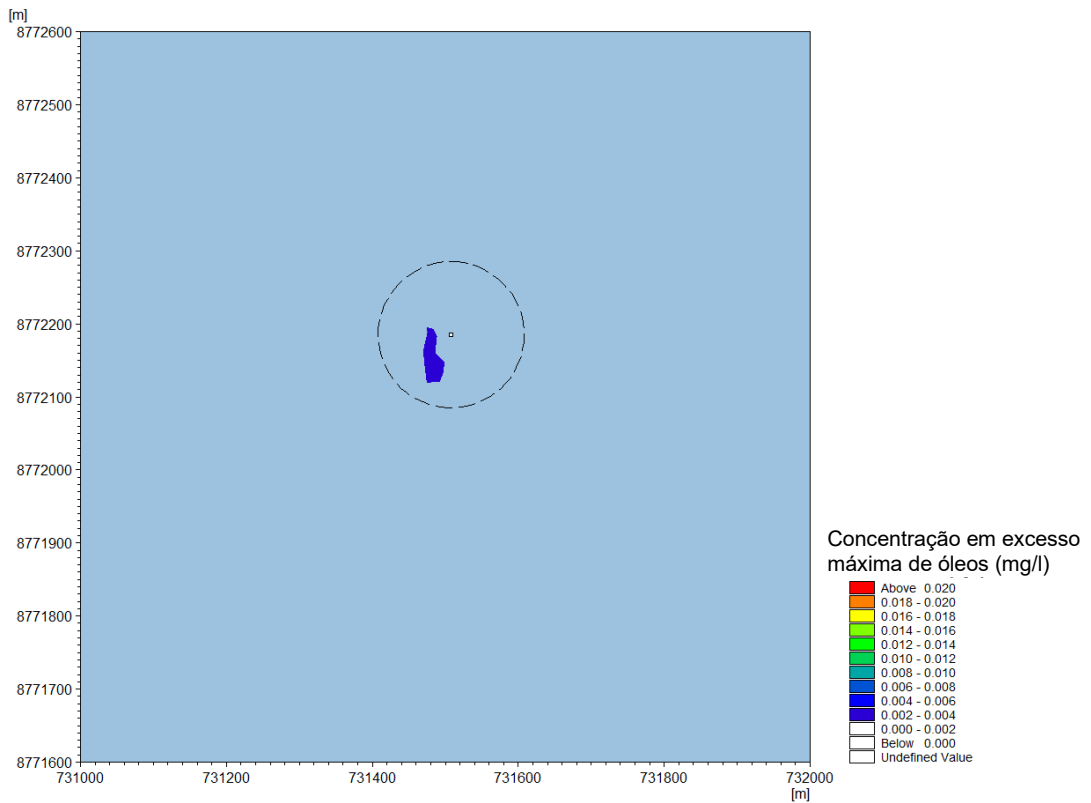 [m]
8772600
8772500
8772400
8772300
8772200
8772100
8772000
8771900
8771800
8771700
8771600
731000 731200 731400 731600 731800 732000
[m]
Concentração em excesso
máxima de óleos (mg/l)
Above 0.020
0.018 - 0.020
0.016 - 0.018
0.014 - 0.016
0.012 - 0.014
0.010 - 0.012
0.008 - 0.010
0.006 - 0.008
0.004 - 0.006
0.002 - 0.004
0.000 - 0.002
Below 0.000
Undefined Value